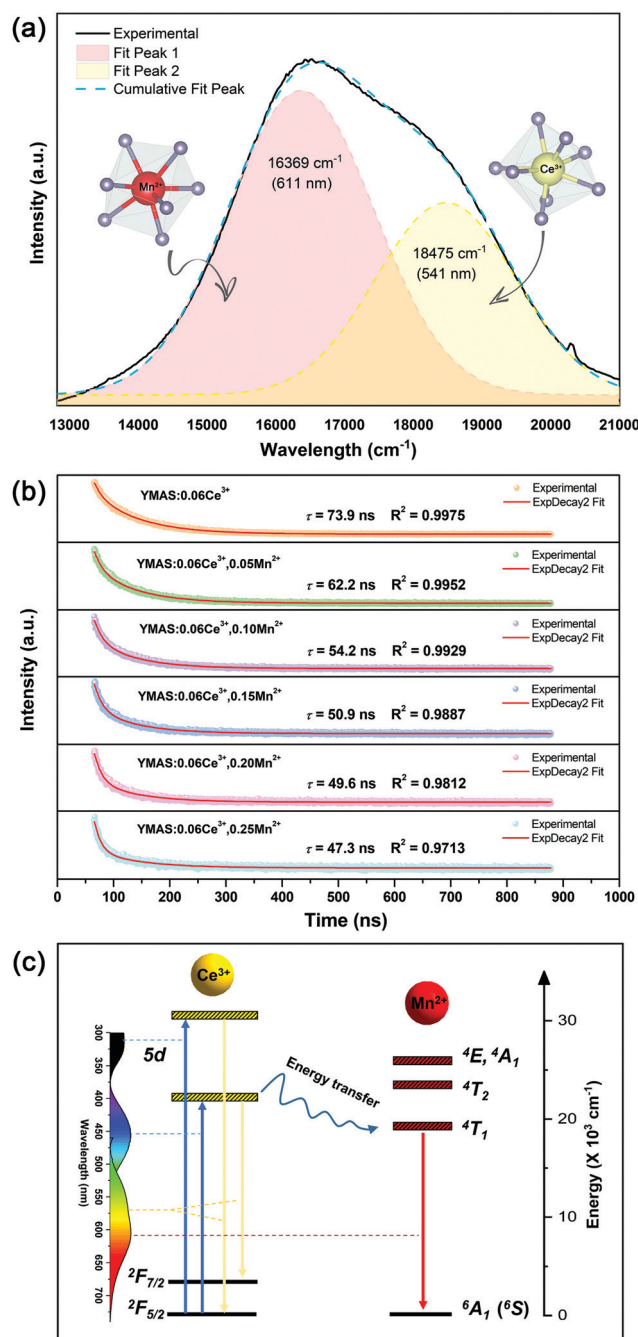 (a)
Experimental
Fit Peak 1
Fit Peak 2
Cumulative Fit Peak
Mn²⁺
Ce³⁺
16369 cm⁻¹
(611 nm)
18475 cm⁻¹
(541 nm)
Intensity (a.u.)
13000 14000 15000 16000 17000 18000 19000 20000 21000
Wavelength (cm⁻¹)
(b)
YMAS:0.06Ce³⁺
τ = 73.9 ns R² = 0.9975
Experimental
ExpDecay2 Fit
YMAS:0.06Ce³⁺,0.05Mn²⁺
τ = 62.2 ns R² = 0.9952
Experimental
ExpDecay2 Fit
YMAS:0.06Ce³⁺,0.10Mn²⁺
τ = 54.2 ns R² = 0.9929
Experimental
ExpDecay2 Fit
YMAS:0.06Ce³⁺,0.15Mn²⁺
τ = 50.9 ns R² = 0.9887
Experimental
ExpDecay2 Fit
YMAS:0.06Ce³⁺,0.20Mn²⁺
τ = 49.6 ns R² = 0.9812
Experimental
ExpDecay2 Fit
YMAS:0.06Ce³⁺,0.25Mn²⁺
τ = 47.3 ns R² = 0.9713
Experimental
ExpDecay2 Fit
Intensity (a.u.)
0 100 200 300 400 500 600 700 800 900 1000
Time (ns)
(c)
Ce³⁺
Mn²⁺
5d
Energy transfer
⁴E, ⁴A₁
⁴T₂
⁴T₁
²F₇/₂
²F₅/₂
⁶A₁ (⁶S)
300
350
400
450
500
550
600
650
700
Wavelength (nm)
30
20
10
0
Energy (X 10³ cm⁻¹)